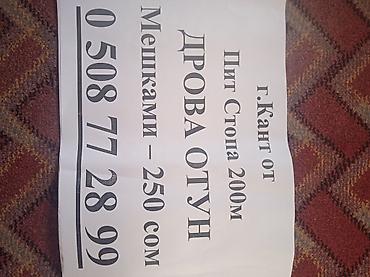 г.Кант от
Пит Стопа 200м
ДРОВА ОТУН
Мешками – 250 сом
0 508 77 28 99